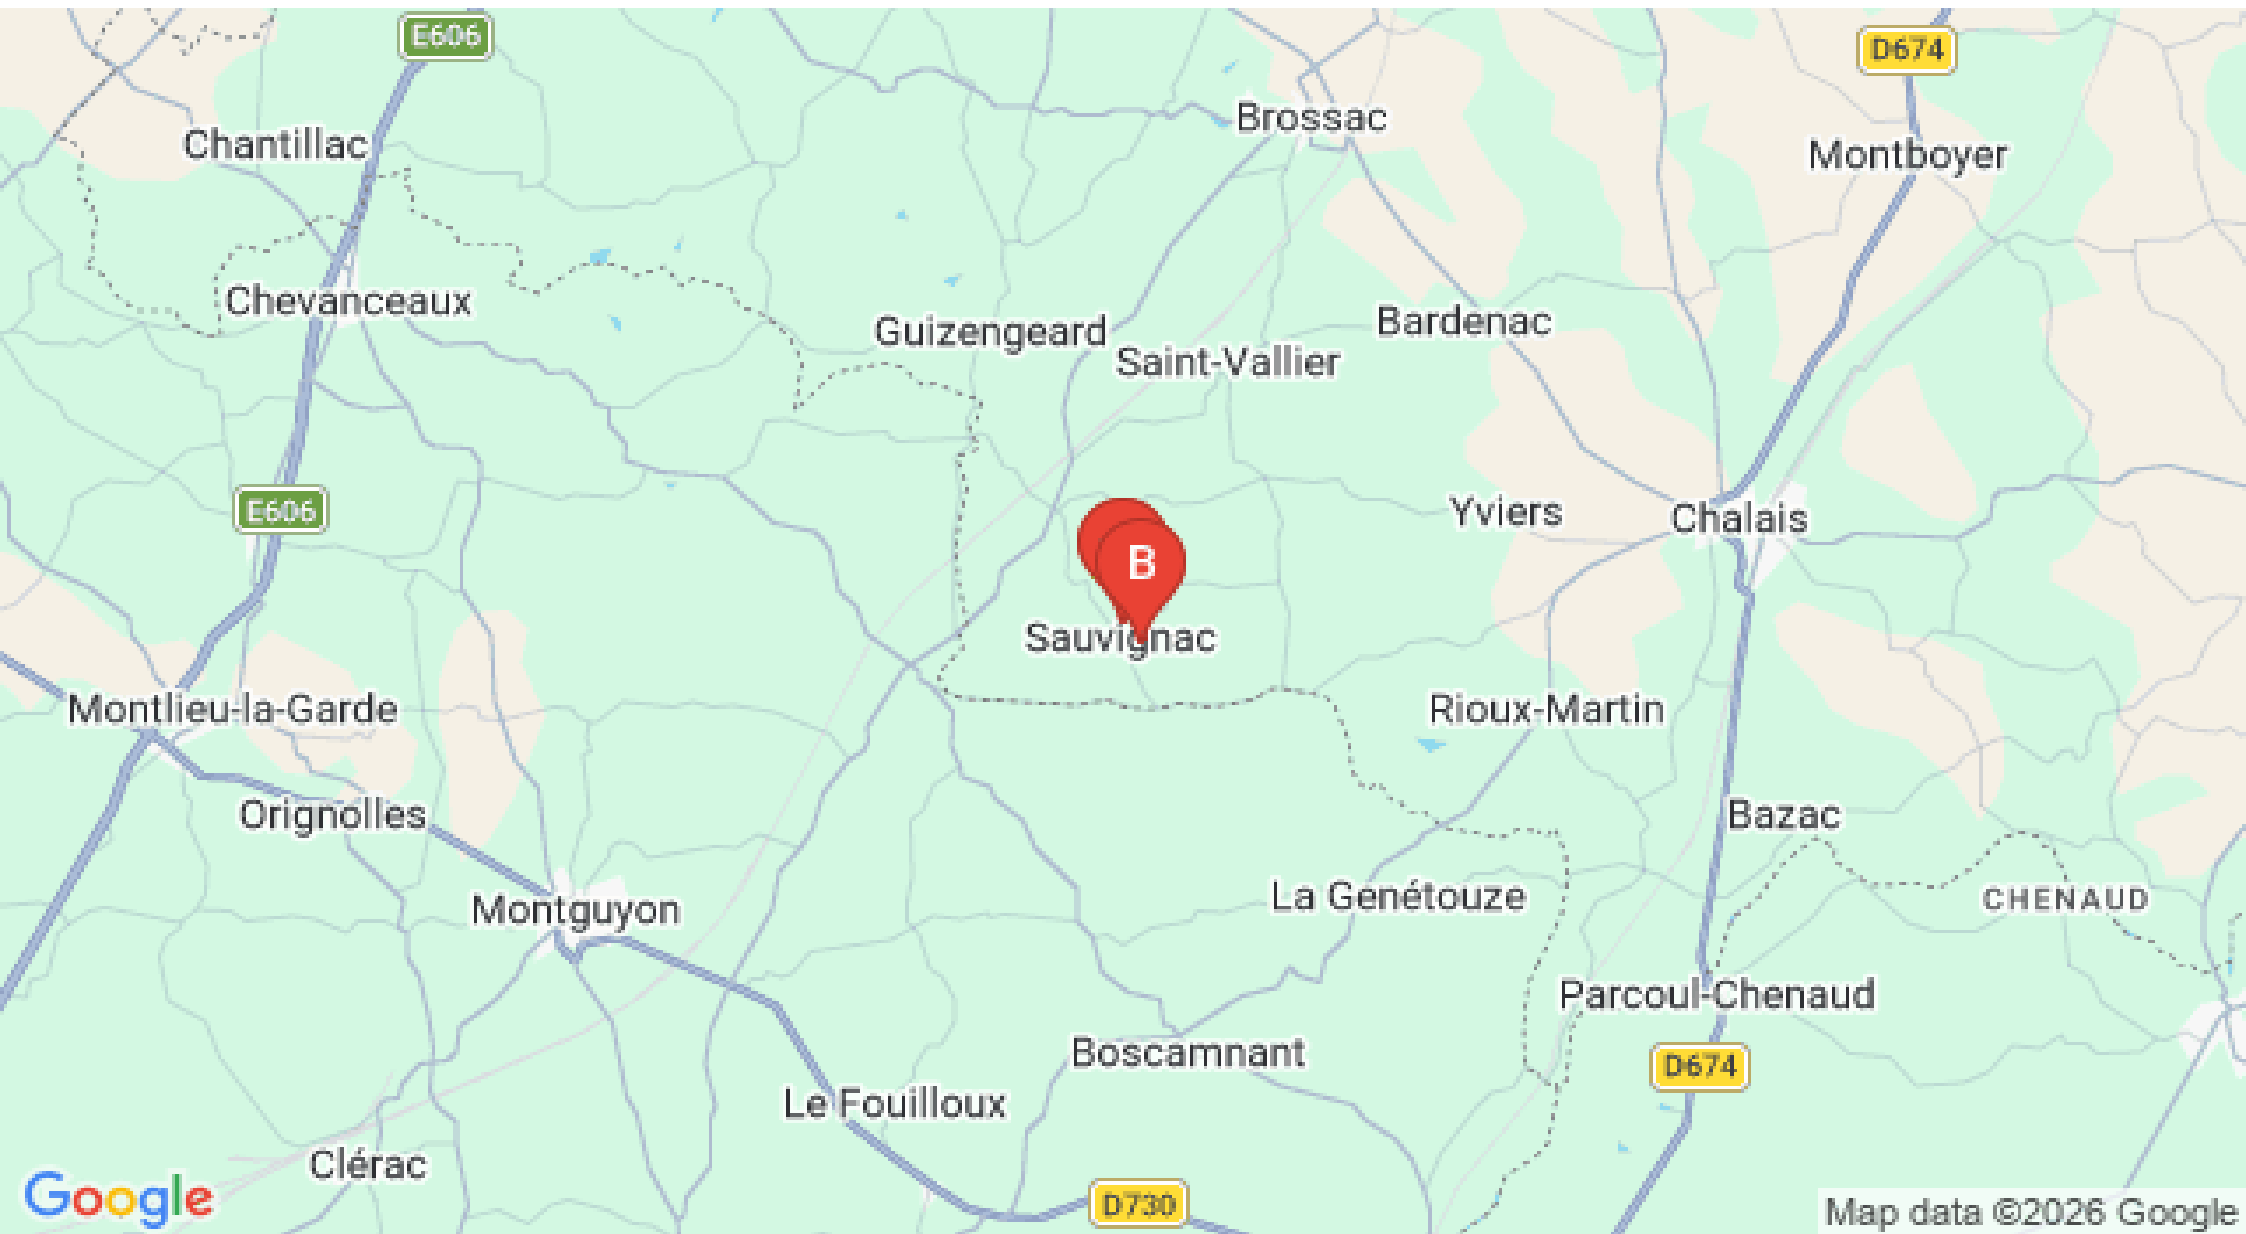 E606
D674
Brossac
Chantillac
Montboyer
Chevanceaux
Guizengeard
Bardenac
Saint-Vallier
E606
Yviers
Chalais
B
Sauvignac
Montlieu-la-Garde
Rioux-Martin
Orignolles
Bazac
La Genétouze
CHENAUD
Montguyon
Parcoul-Chenaud
Boscamnant
D674
Le Fouilloux
Clérac
Google
D730
Map data ©2026 Google